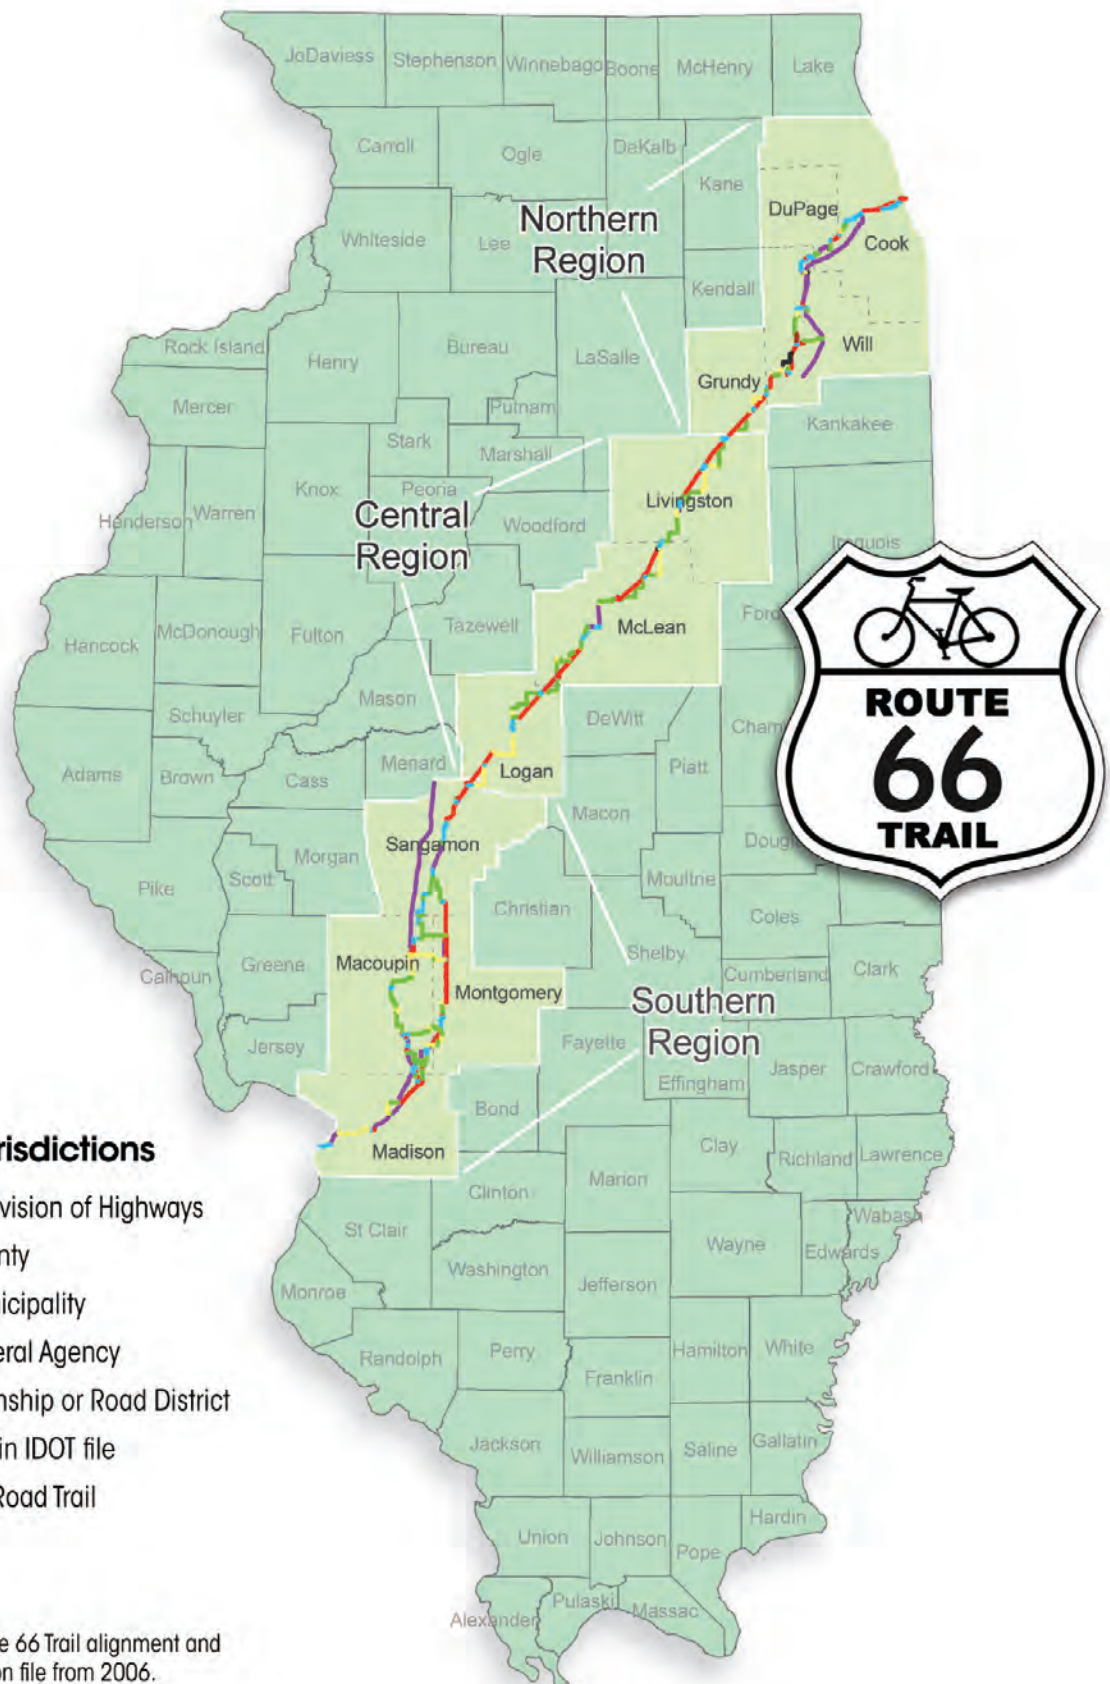 JoDaviess
Stephenson
Winnebago
Boone
McHenry
Lake
Carroll
Ogle
DeKalb
Kane
DuPage
Cook
Northern
Region
Whiteside
Lee
Kendall
Will
Rock Island
Henry
Bureau
LaSalle
Grundy
Mercer
Putnam
Stark
Marshall
Kankakee
Knox
Peoria
Livingston
Henderson
Warren
Central
Region
Woodford
Iroquois
Hancock
McDonough
Fulton
Tazewell
McLean
Ford
Mason
Schuyler
DeWitt
Cham
Adams
Brown
Cass
Menard
Logan
Piatt
Macon
ROUTE
66
TRAIL
Sangamon
Morgan
Dougl
Pike
Scott
Moultrie
Christian
Coles
Shelby
Macoupin
Greene
Calhoun
Montgomery
Cumberland
Clark
Southern
Region
Jersey
Fayette
Effingham
Jasper
Crawford
Bond
Madison
Clay
Richland
Lawrence
Marion
Clinton
St Clair
Wabash
Wayne
Edwards
Washington
Jefferson
Monroe
Randolph
Perry
Hamilton
White
Franklin
Jackson
Williamson
Saline
Gallatin
Union
Johnson
Pope
Hardin
Alexander
Pulaski
Massac
risdictions
vision of Highways
nty
nicipality
eral Agency
nship or Road District
in IDOT file
Road Trail
e 66 Trail alignment and
on file from 2006.